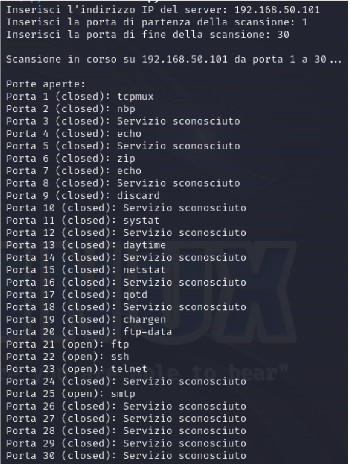 Inserisci l'indirizzo IP del server: 192.168.50.101
Inserisci la porta di partenza della scansione: 1
Inserisci la porta di fine della scansione: 30
Scansione in corso su 192.168.50.101 da porta 1 a 30...
Porte aperte:
Porta 1 (closed): tcpmux
Porta 2 (closed): nbp
Porta 3 (closed): Servizio sconosciuto
Porta 4 (closed): echo
Porta 5 (closed): Servizio sconosciuto
Porta 6 (closed): zip
Porta 7 (closed): echo
Porta 8 (closed): Servizio sconosciuto
Porta 9 (closed): discard
Porta 10 (closed): Servizio sconosciuto
Porta 11 (closed): systat
Porta 12 (closed): Servizio sconosciuto
Porta 13 (closed): daytime
Porta 14 (closed): Servizio sconosciuto
Porta 15 (closed): netstat
Porta 16 (closed): Servizio sconosciuto
Porta 17 (closed): qotd
Porta 18 (closed): Servizio sconosciuto
Porta 19 (closed): chargen
Porta 20 (closed): ftp-data
Porta 21 (open): ftp
Porta 22 (open): ssh
Porta 23 (open): telnet
Porta 24 (closed): Servizio sconosciuto
Porta 25 (open): smtp
Porta 26 (closed): Servizio sconosciuto
Porta 27 (closed): Servizio sconosciuto
Porta 28 (closed): Servizio sconosciuto
Porta 29 (closed): Servizio sconosciuto
Porta 30 (closed): Servizio sconosciuto